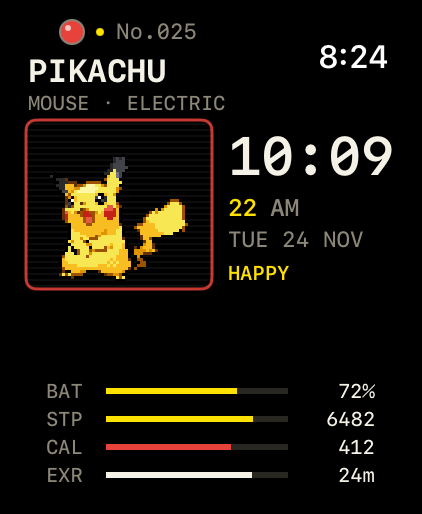 No.025
8:24
PIKACHU
MOUSE · ELECTRIC
10:09
22 AM
TUE 24 NOV
HAPPY
BAT 72%
STP 6482
CAL 412
EXR 24m